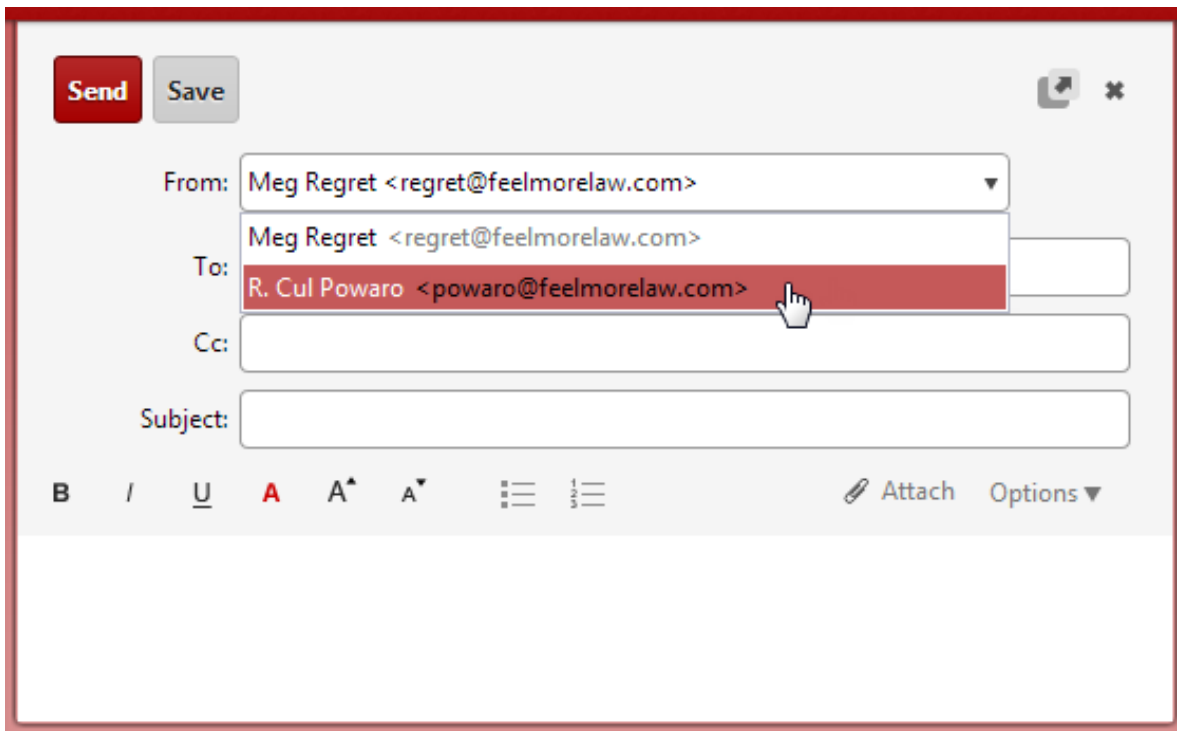 Send Save
From: Meg Regret <regret@feelmorelaw.com>
Meg Regret <regret@feelmorelaw.com>
To:
R. Cul Powaro <powaro@feelmorelaw.com>
Cc:
Subject:
B I U A A A Attach Options